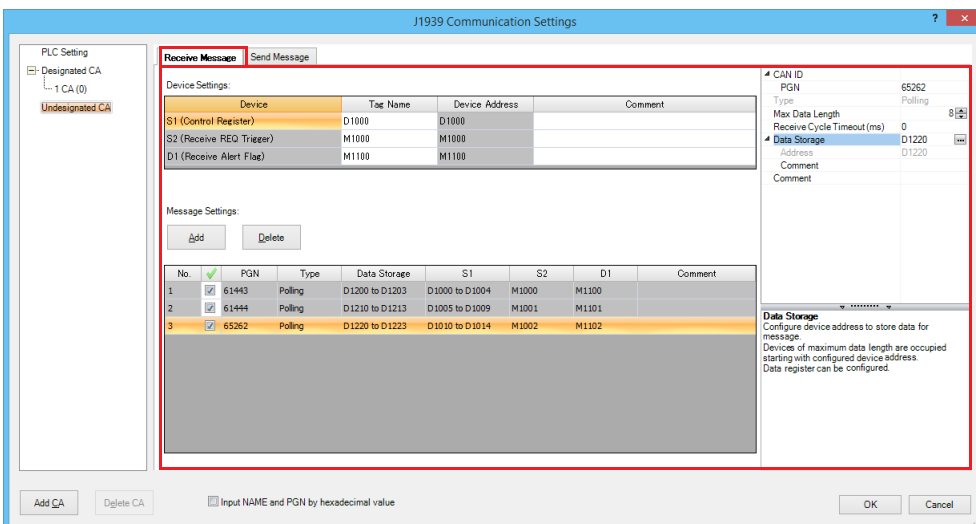 J1939 Communication Settings
? ×
PLC Setting
Designated CA
1 CA (0)
Undesignated CA
Receive Message Send Message
Device Settings:
Device Tag Name Device Address Comment
S1 (Control Register) D1000 D1000
S2 (Receive REQ Trigger) M1000 M1000
D1 (Receive Alert Flag) M1100 M1100
Message Settings:
Add Delete
No. PGN Type Data Storage S1 S2 D1 Comment
1 61443 Polling D1200 to D1203 D1000 to D1004 M1000 M1100
2 61444 Polling D1210 to D1213 D1005 to D1009 M1001 M1101
3 65262 Polling D1220 to D1223 D1010 to D1014 M1002 M1102
CAN ID
PGN 65262
Type Polling
Max Data Length 8
Receive Cycle Timeout (ms) 0
Data Storage D1220 ...
Address D1220
Comment
Comment
Data Storage
Configure device address to store data for
message.
Devices of maximum data length are occupied
starting with configured device address.
Data register can be configured.
Add CA Delete CA Input NAME and PGN by hexadecimal value OK Cancel